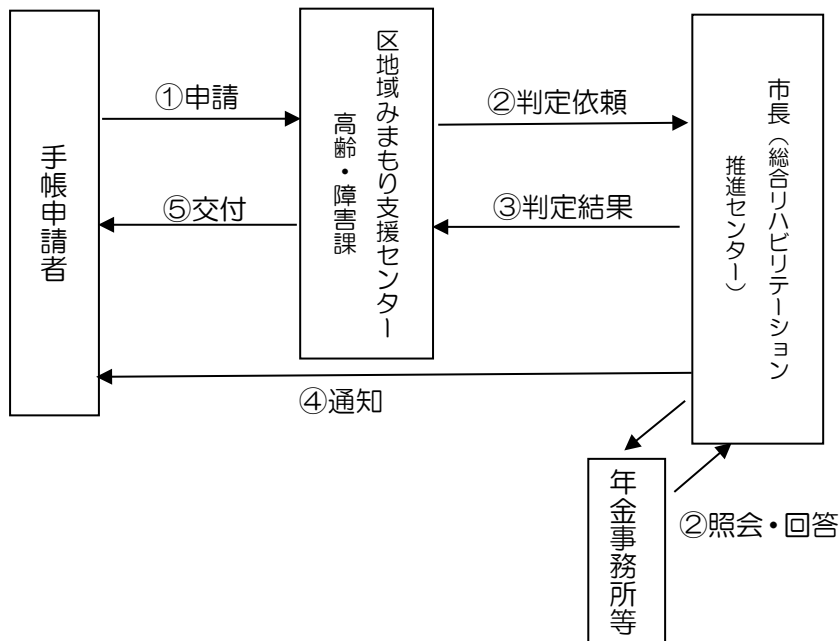 手帳申請者
①申請
⑤交付
区地域みまもり支援センター
高齢・障害課
②判定依頼
③判定結果
市長（総合リハビリテーション
推進センター）
④通知
年金事務所等
②照会・回答